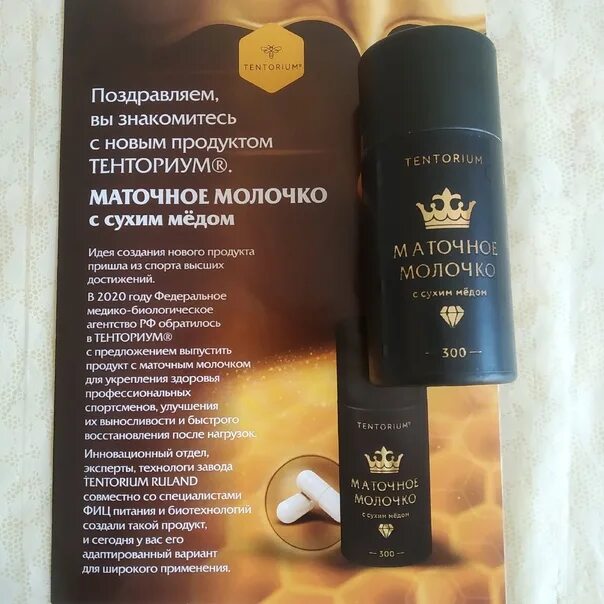 TENTORIUM®
Поздравляем,
вы знакомитесь
с новым продуктом
ТЕНТОРИУМ®.
МАТОЧНОЕ МОЛОЧКО
с сухим мёдом
Идея создания нового продукта
пришла из спорта высших
достижений.
В 2020 году Федеральное
медико-биологическое
агентство РФ обратилось
в ТЕНТОРИУМ®
с предложением выпустить
продукт с маточным молочком
для укрепления здоровья
профессиональных
спортсменов, улучшения
их выносливости и быстрого
восстановления после нагрузок.
Инновационный отдел,
эксперты, технологи завода
TENTORIUM RULAND
совместно со специалистами
ФИЦ питания и биотехнологий
создали такой продукт,
и сегодня у вас его
адаптированный вариант
для широкого применения.
TENTORIUM
МАТОЧНОЕ
МОЛОЧКО
с сухим мёдом
300
TENTORIUM®
МАТОЧНОЕ
МОЛОЧКО
с сухим мёдом
300